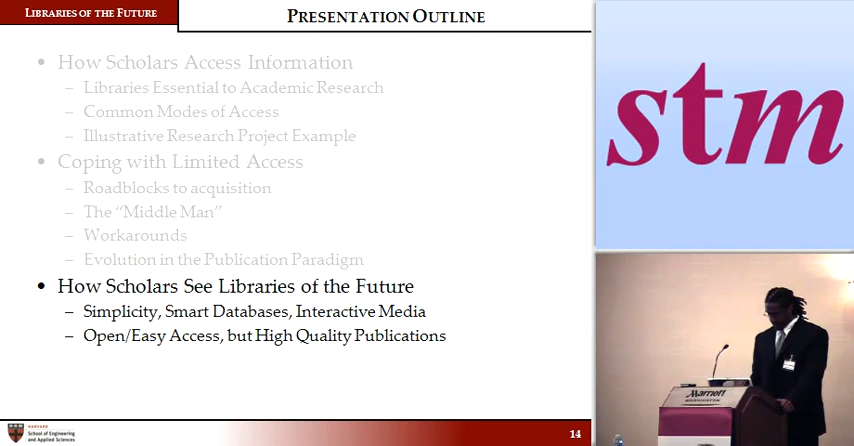 LIBRARIES OF THE FUTURE
PRESENTATION OUTLINE
• How Scholars Access Information
– Libraries Essential to Academic Research
– Common Modes of Access
– Illustrative Research Project Example
• Coping with Limited Access
– Roadblocks to acquisition
– The “Middle Man”
– Workarounds
– Evolution in the Publication Paradigm
• How Scholars See Libraries of the Future
– Simplicity, Smart Databases, Interactive Media
– Open/Easy Access, but High Quality Publications
HARVARD
School of Engineering
and Applied Sciences
14
stm
Marriott